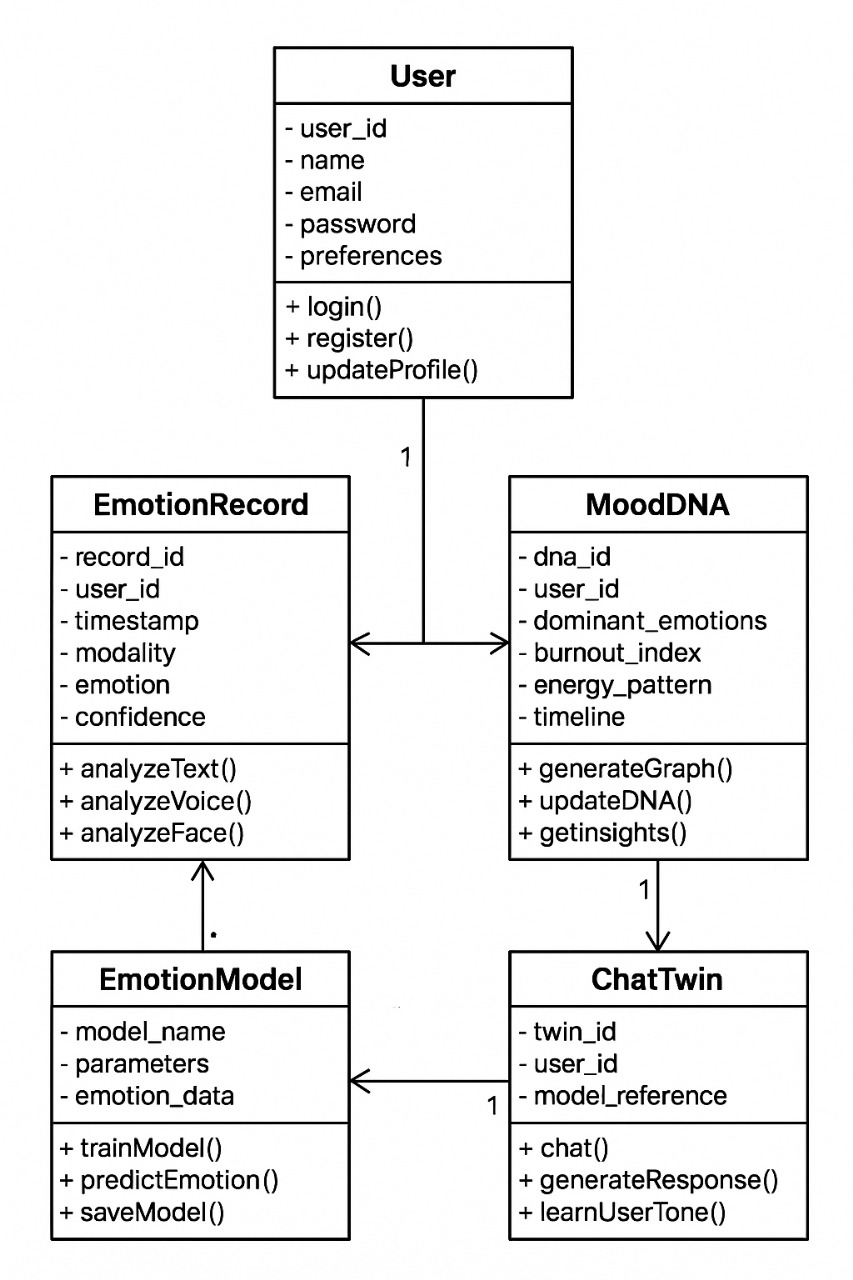 User
- user_id
- name
- email
- password
- preferences
+ login()
+ register()
+ updateProfile()
1
EmotionRecord
- record_id
- user_id
- timestamp
- modality
- emotion
- confidence
+ analyzeText()
+ analyzeVoice()
+ analyzeFace()
MoodDNA
- dna_id
- user_id
- dominant_emotions
- burnout_index
- energy_pattern
- timeline
+ generateGraph()
+ updateDNA()
+ getinsights()
1
EmotionModel
- model_name
- parameters
- emotion_data
+ trainModel()
+ predictEmotion()
+ saveModel()
ChatTwin
- twin_id
- user_id
- model_reference
+ chat()
+ generateResponse()
+ learnUserTone()
1